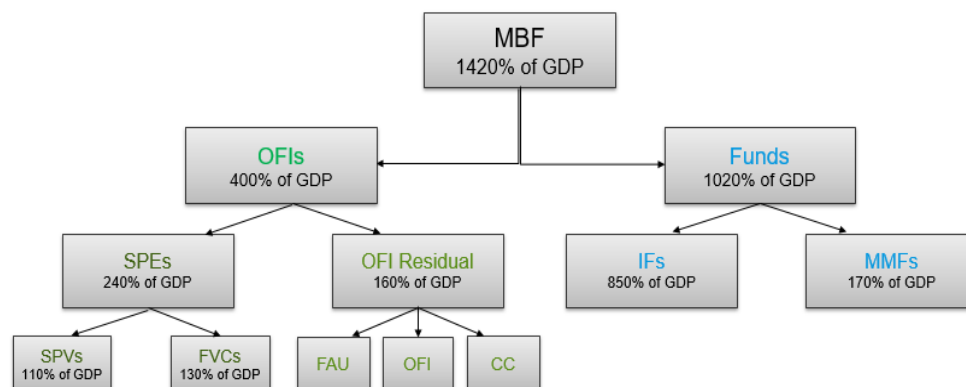 MBF
1420% of GDP
OFIs
400% of GDP
Funds
1020% of GDP
SPEs
240% of GDP
OFI Residual
160% of GDP
IFs
850% of GDP
MMFs
170% of GDP
SPVs
110% of GDP
FVCs
130% of GDP
FAU
OFI
CC